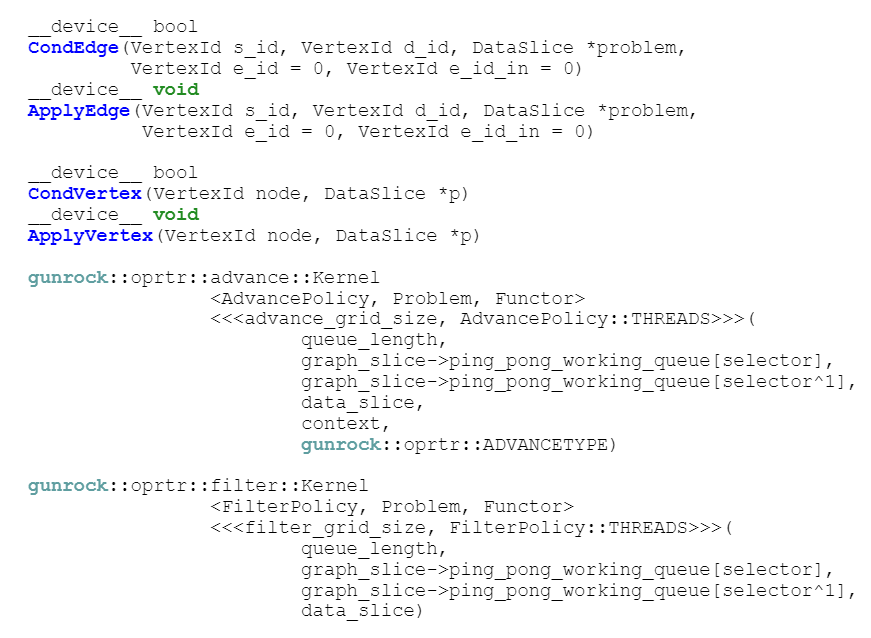 __device__ bool
CondEdge(VertexId s_id, VertexId d_id, DataSlice *problem,
         VertexId e_id = 0, VertexId e_id_in = 0)
__device__ void
ApplyEdge(VertexId s_id, VertexId d_id, DataSlice *problem,
          VertexId e_id = 0, VertexId e_id_in = 0)

__device__ bool
CondVertex(VertexId node, DataSlice *p)
__device__ void
ApplyVertex(VertexId node, DataSlice *p)

gunrock::oprtr::advance::Kernel
                <AdvancePolicy, Problem, Functor>
                <<<advance_grid_size, AdvancePolicy::THREADS>>>(
                        queue_length,
                        graph_slice->ping_pong_working_queue[selector],
                        graph_slice->ping_pong_working_queue[selector^1],
                        data_slice,
                        context,
                        gunrock::oprtr::ADVANCETYPE)

gunrock::oprtr::filter::Kernel
                <FilterPolicy, Problem, Functor>
                <<<filter_grid_size, FilterPolicy::THREADS>>>(
                        queue_length,
                        graph_slice->ping_pong_working_queue[selector],
                        graph_slice->ping_pong_working_queue[selector^1],
                        data_slice)